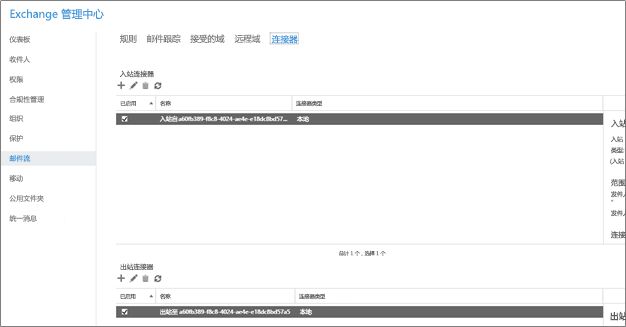 Exchange 管理中心
仪表板
收件人
权限
合规性管理
组织
保护
邮件流
移动
公用文件夹
统一消息
规则 邮件跟踪 接受的域 远程域 连接器
入站连接器
已启用 名称 连接器类型
入站自 a60fb389-f8c8-4024-ae4e-e18dc8bd57... 本地
总计 1 个，选择 1 个
出站连接器
已启用 名称 连接器类型
出站至 a60fb389-f8c8-4024-ae4e-e18dc8bd57a5 本地
入站
入站
类型:
(入站
范围
发件人
*
发件人
连接
出站